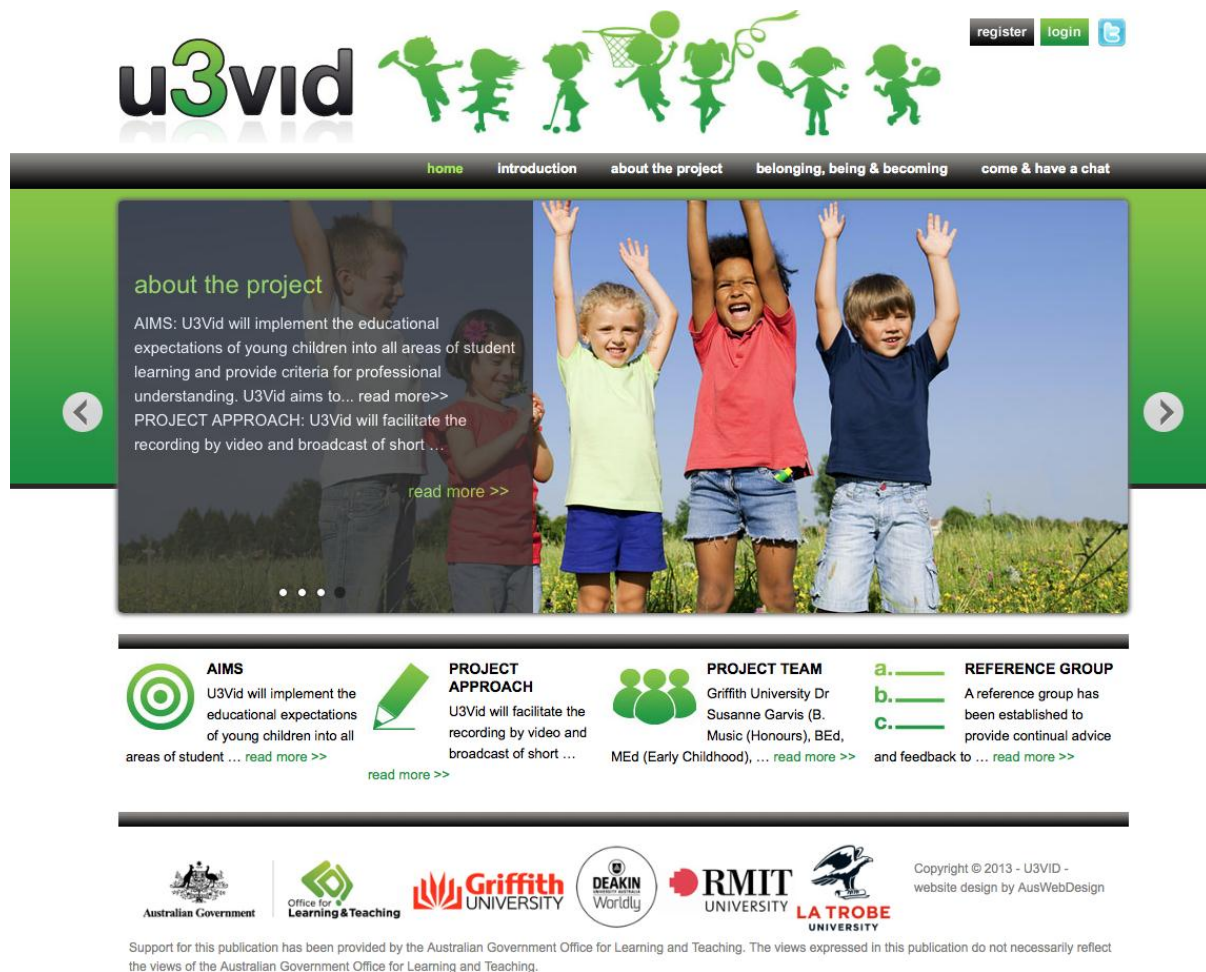 register login
u3vid
home introduction about the project belonging, being & becoming come & have a chat
about the project
AIMS: U3Vid will implement the educational
expectations of young children into all areas of student
learning and provide criteria for professional
understanding. U3Vid aims to... read more>>
PROJECT APPROACH: U3Vid will facilitate the
recording by video and broadcast of short …
read more >>
AIMS
U3Vid will implement the
educational expectations
of young children into all
areas of student … read more >>
PROJECT
APPROACH
U3Vid will facilitate the
recording by video and
broadcast of short …
read more >>
PROJECT TEAM
Griffith University Dr
Susanne Garvis (B.
Music (Honours), BEd,
MEd (Early Childhood), … read more >>
a.
b.
c.
REFERENCE GROUP
A reference group has
been established to
provide continual advice
and feedback to … read more >>
Australian Government
Office for
Learning & Teaching
Griffith
UNIVERSITY
DEAKIN
Worldly
RMIT
UNIVERSITY
LA TROBE
UNIVERSITY
Copyright © 2013 - U3VID -
website design by AusWebDesign
Support for this publication has been provided by the Australian Government Office for Learning and Teaching. The views expressed in this publication do not necessarily reflect
the views of the Australian Government Office for Learning and Teaching.